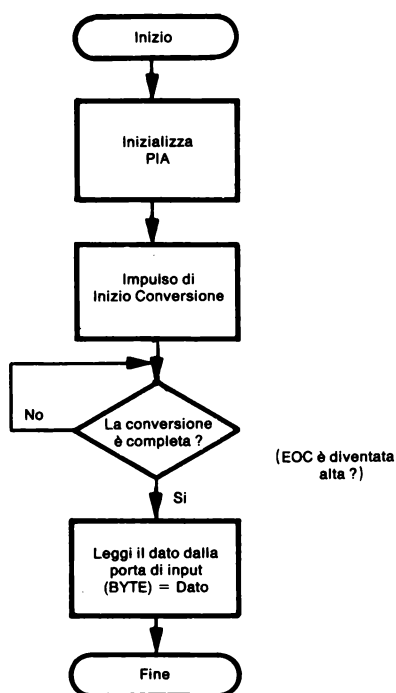 Inizio
Inizializza
PIA
Impulso di
Inizio Conversione
No
La conversione
è completa ?
(EOC è diventata
alta ?)
Si
Leggi il dato dalla
porta di input
(BYTE) = Dato
Fine